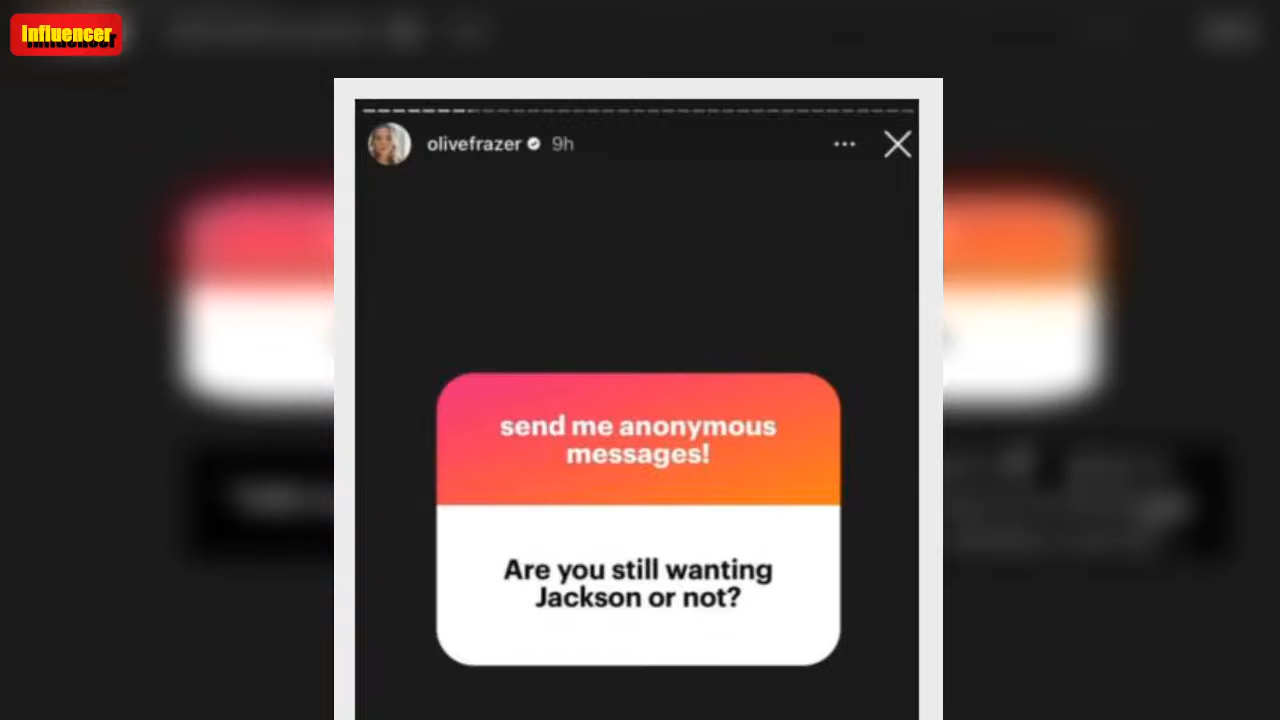 Influencer
olivefrazer 9h
send me anonymous
messages!
Are you still wanting
Jackson or not?